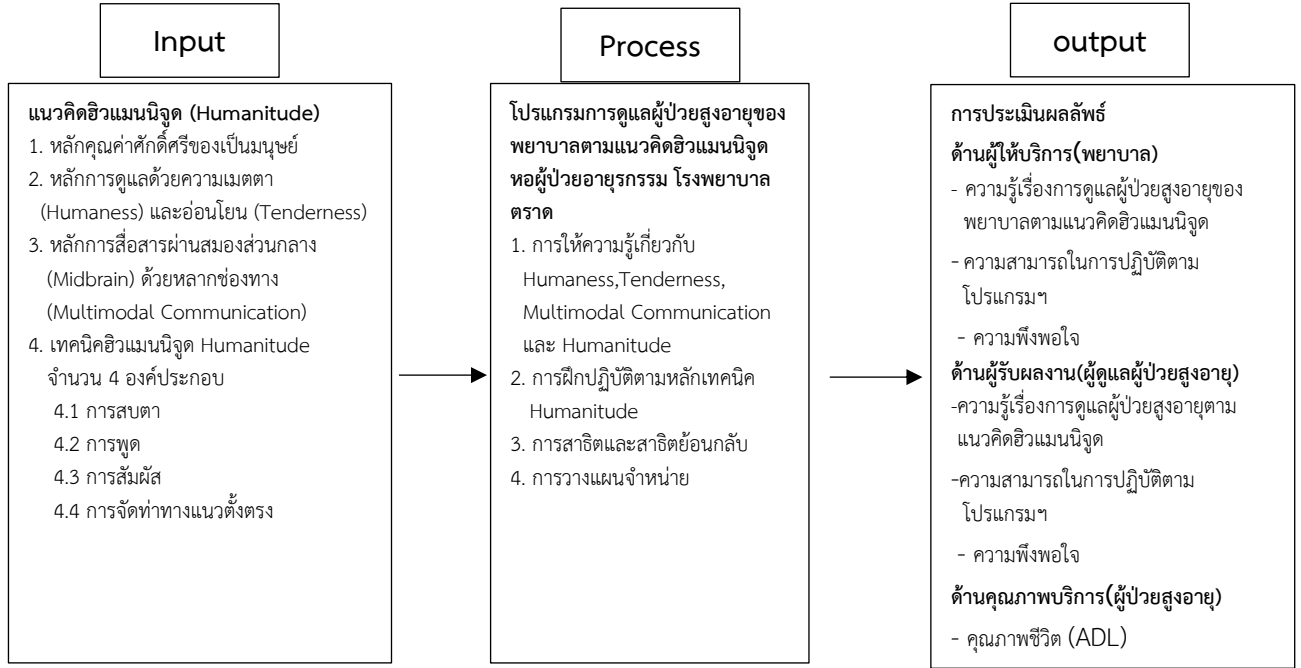 Input
แนวคิดฮิวแมนนิจูด (Humanitude)
1. หลักคุณค่าศักดิ์ศรีของเป็นมนุษย์
2. หลักการดูแลด้วยความเมตตา
(Humaness) และอ่อนโยน (Tenderness)
3. หลักการสื่อสารผ่านสมองส่วนกลาง
(Midbrain) ด้วยหลากช่องทาง
(Multimodal Communication)
4. เทคนิคฮิวแมนนิจูด Humanitude
จำนวน 4 องค์ประกอบ
4.1 การสบตา
4.2 การพูด
4.3 การสัมผัส
4.4 การจัดท่าทางแนวตั้งตรง
Process
โปรแกรมการดูแลผู้ป่วยสูงอายุของ
พยาบาลตามแนวคิดฮิวแมนนิจูด
หอผู้ป่วยอายุรกรรม โรงพยาบาล
ตราด
1. การให้ความรู้เกี่ยวกับ
Humaness,Tenderness,
Multimodal Communication
และ Humanitude
2. การฝึกปฏิบัติตามหลักเทคนิค
Humanitude
3. การสาธิตและสาธิตย้อนกลับ
4. การวางแผนจำหน่าย
output
การประเมินผลลัพธ์
ด้านผู้ให้บริการ(พยาบาล)
- ความรู้เรื่องการดูแลผู้ป่วยสูงอายุของ
พยาบาลตามแนวคิดฮิวแมนนิจูด
- ความสามารถในการปฏิบัติตาม
โปรแกรมฯ
- ความพึงพอใจ
ด้านผู้รับผลงาน(ผู้ดูแลผู้ป่วยสูงอายุ)
-ความรู้เรื่องการดูแลผู้ป่วยสูงอายุตาม
แนวคิดฮิวแมนนิจูด
-ความสามารถในการปฏิบัติตาม
โปรแกรมฯ
- ความพึงพอใจ
ด้านคุณภาพบริการ(ผู้ป่วยสูงอายุ)
- คุณภาพชีวิต (ADL)